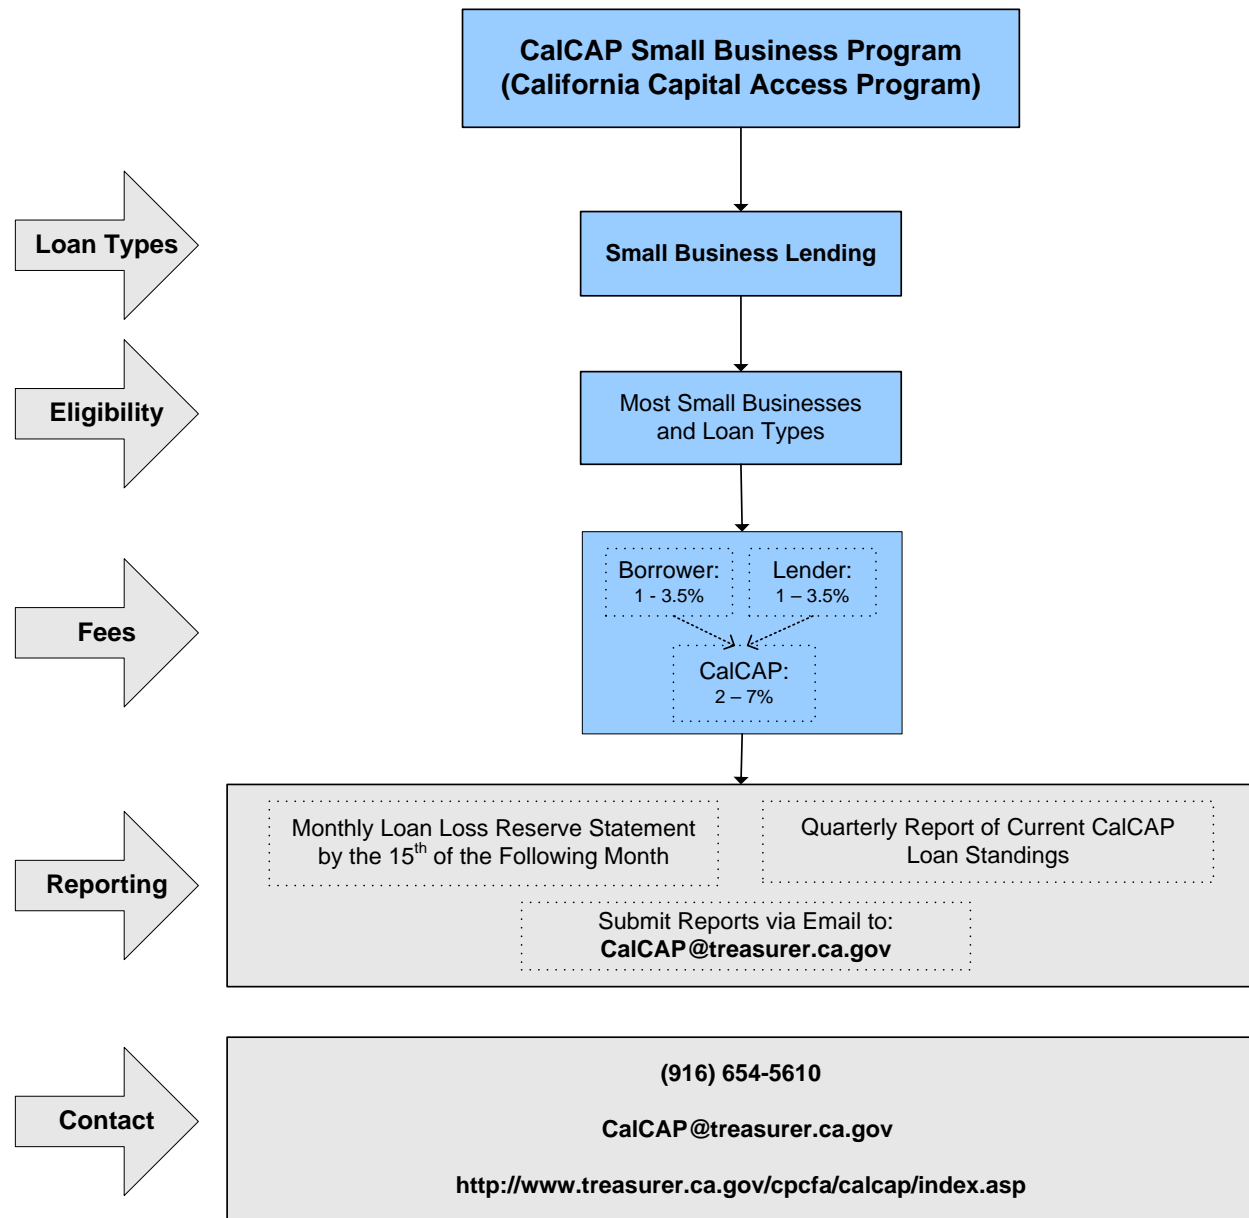 CalCAP Small Business Program
(California Capital Access Program)
Loan Types
Small Business Lending
Eligibility
Most Small Businesses
and Loan Types
Fees
Borrower:
1 - 3.5%
Lender:
1 – 3.5%
CalCAP:
2 – 7%
Reporting
Monthly Loan Loss Reserve Statement
by the 15th of the Following Month
Quarterly Report of Current CalCAP
Loan Standings
Submit Reports via Email to:
CalCAP@treasurer.ca.gov
Contact
(916) 654-5610
CalCAP@treasurer.ca.gov
http://www.treasurer.ca.gov/cpcfa/calcap/index.asp